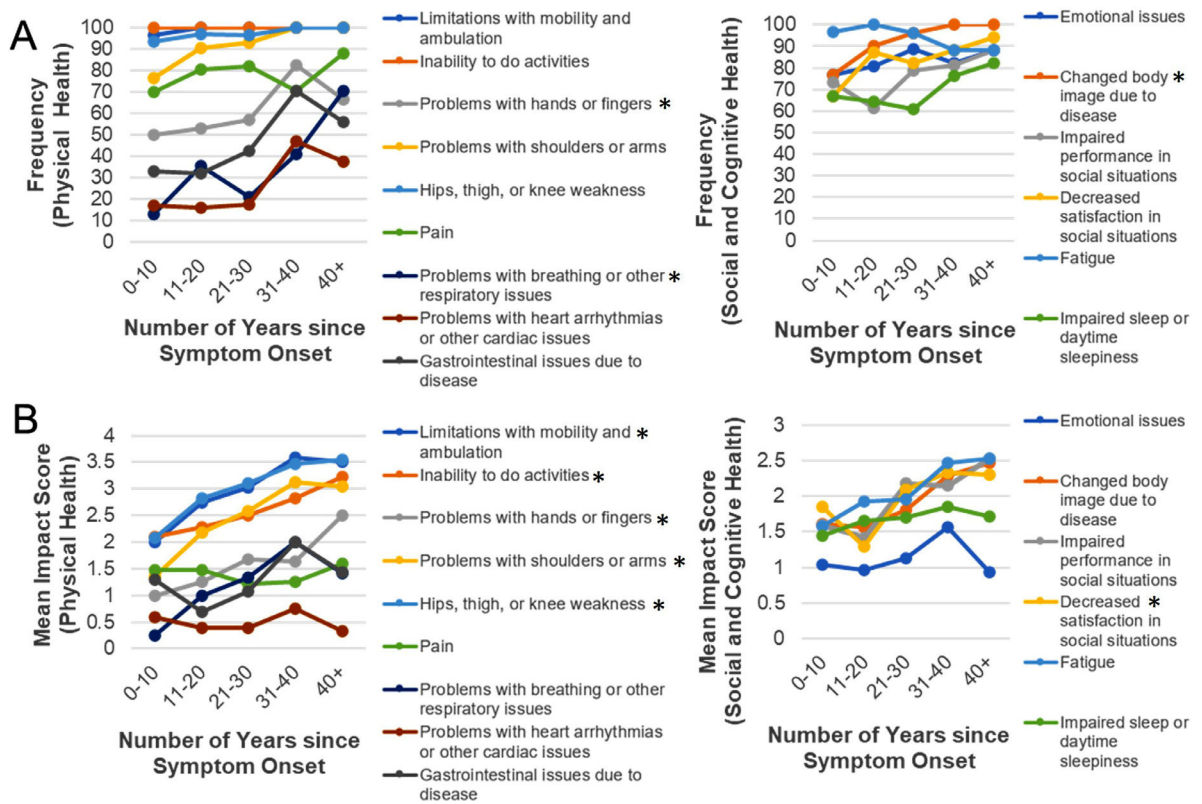 A
Frequency
(Physical Health)
100
90
80
70
60
50
40
30
20
10
0
0-10
11-20
21-30
31-40
40+
Number of Years since
Symptom Onset
Limitations with mobility and
ambulation
Inability to do activities
Problems with hands or fingers *
Problems with shoulders or arms
Hips, thigh, or knee weakness
Pain
Problems with breathing or other *
respiratory issues
Problems with heart arrhythmias
or other cardiac issues
Gastrointestinal issues due to
disease
Frequency
(Social and Cognitive Health)
100
90
80
70
60
50
40
30
20
10
0
0-10
11-20
21-30
31-40
40+
Number of Years since
Symptom Onset
Emotional issues
Changed body *
image due to
disease
Impaired
performance in
social situations
Decreased
satisfaction in
social situations
Fatigue
Impaired sleep or
daytime
sleepiness
B
Mean Impact Score
(Physical Health)
4
3.5
3
2.5
2
1.5
1
0.5
0
0-10
11-20
21-30
31-40
40+
Number of Years since
Symptom Onset
Limitations with mobility and *
ambulation
Inability to do activities *
Problems with hands or fingers *
Problems with shoulders or arms *
Hips, thigh, or knee weakness *
Pain
Problems with breathing or other
respiratory issues
Problems with heart arrhythmias
or other cardiac issues
Gastrointestinal issues due to
disease
Mean Impact Score
(Social and Cognitive Health)
3
2.5
2
1.5
1
0.5
0
0-10
11-20
21-30
31-40
40+
Number of Years since
Symptom Onset
Emotional issues
Changed body
image due to
disease
Impaired
performance in
social situations
Decreased *
satisfaction in
social situations
Fatigue
Impaired sleep or
daytime
sleepiness